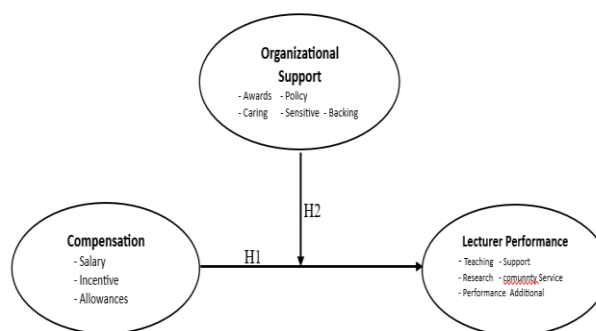 Organizational
Support
- Awards - Policy
- Caring - Sensitive - Backing
H2
Compensation
- Salary
- Incentive
- Allowances
H1
Lecturer Performance
- Teaching - Support
- Research - comunnty Service
- Performance Additional